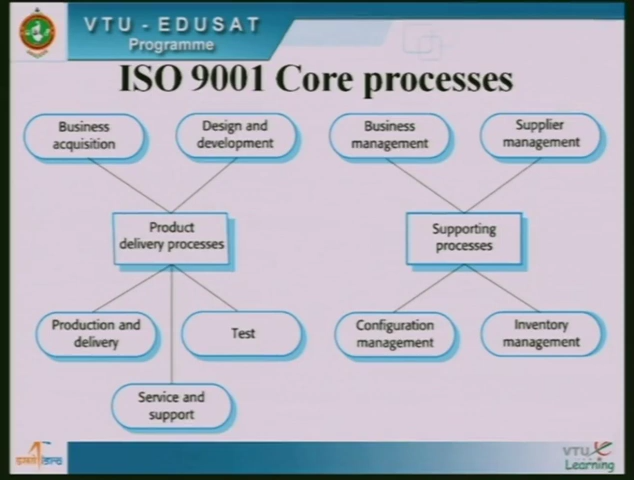 VTU - EDUSAT
Programme
ISO 9001 Core processes
Business
acquisition
Design and
development
Business
management
Supplier
management
Product
delivery processes
Supporting
processes
Production and
delivery
Test
Configuration
management
Inventory
management
Service and
support
VTU
Learning